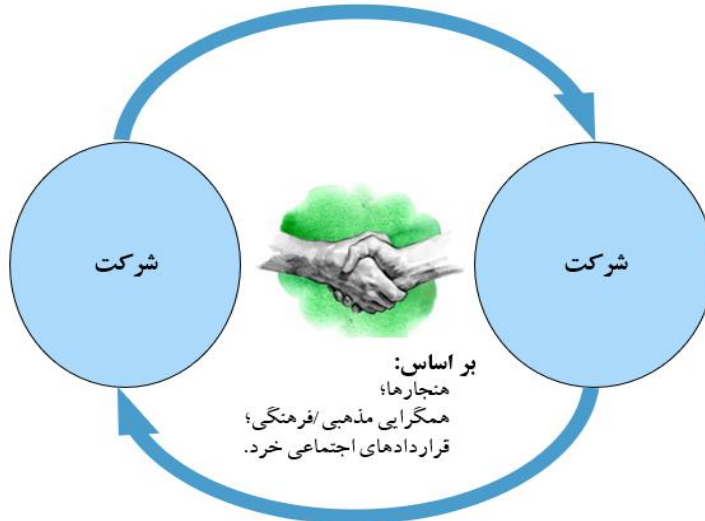 شرکت
شرکت
بر اساس:
هنجارها؛
همگرایی مذهبی/فرهنگی؛
قراردادهای اجتماعی خرد.